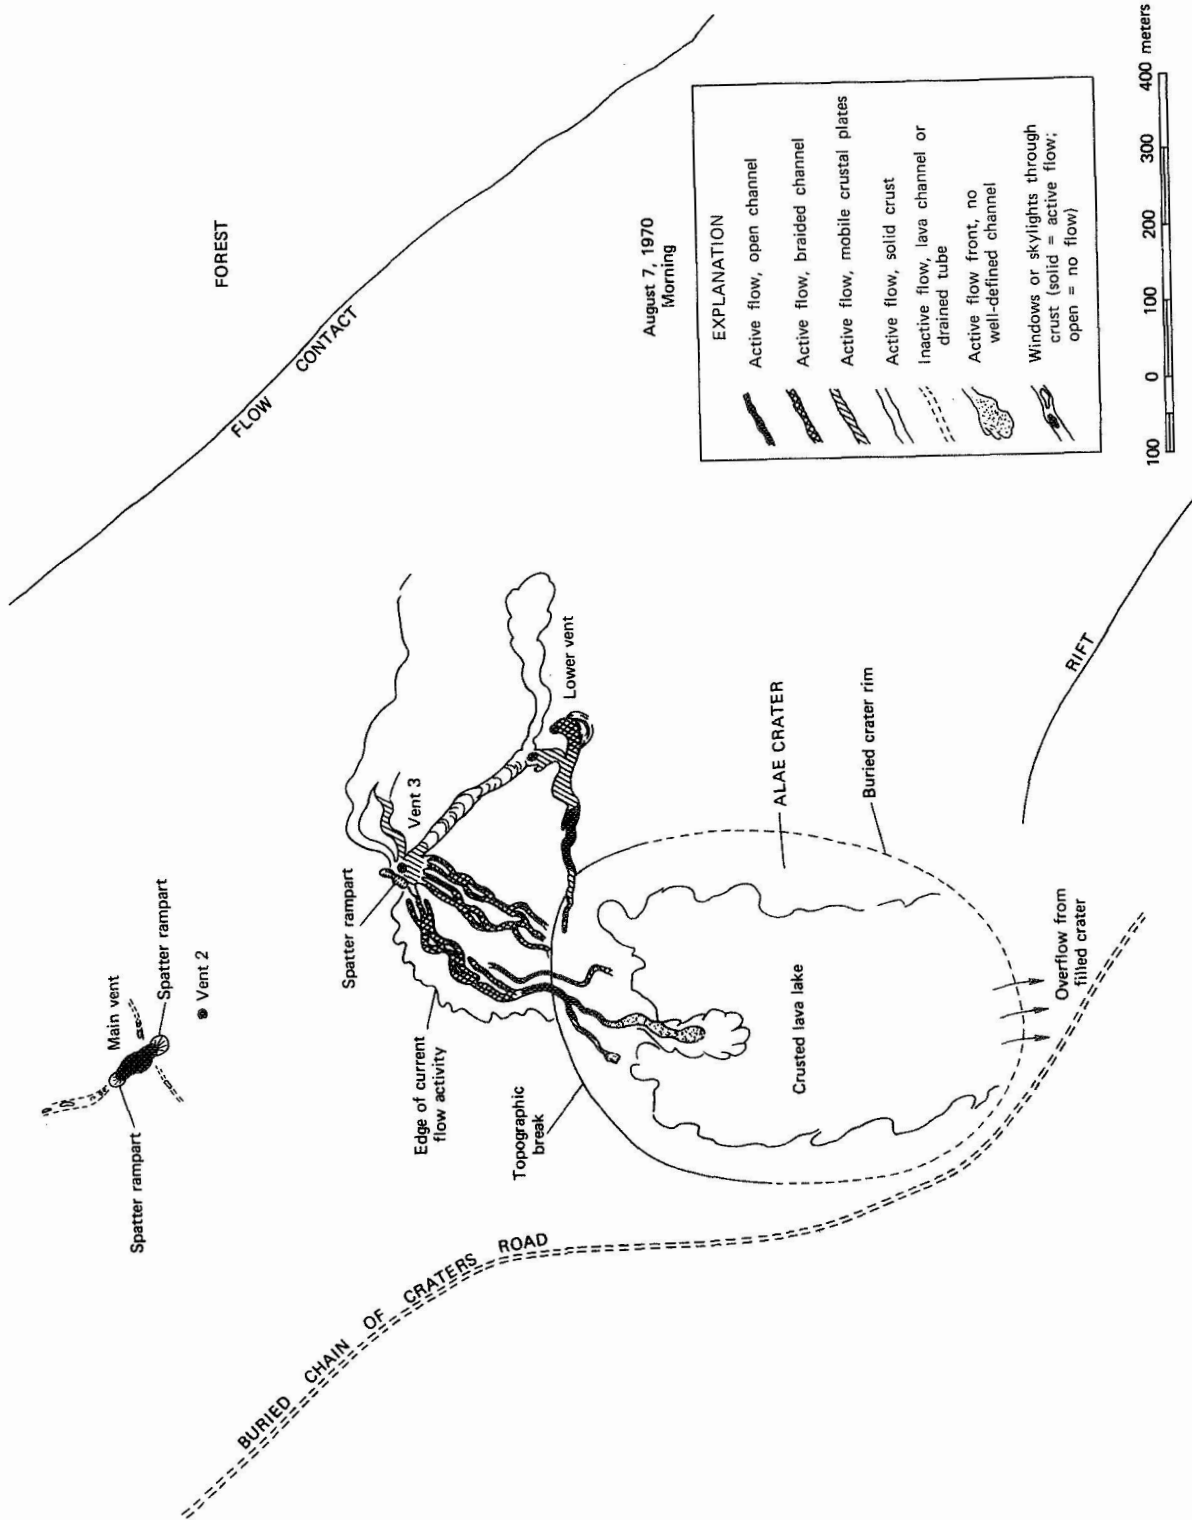 FOREST
FLOW CONTACT
Main vent
Spatter rampart
Spatter rampart
Vent 2
Spatter rampart
Vent 3
Lower vent
Edge of current
flow activity
Topographic
break
BURIED CHAIN OF CRATERS ROAD
ALAE CRATER
Buried crater rim
Crusted lava lake
Overflow from
filled crater
RIFT
August 7, 1970
Morning
EXPLANATION
Active flow, open channel
Active flow, braided channel
Active flow, mobile crustal plates
Active flow, solid crust
Inactive flow, lava channel or
drained tube
Active flow front, no
well-defined channel
Windows or skylights through
crust (solid = active flow;
open = no flow)
100 0 100 200 300 400 meters